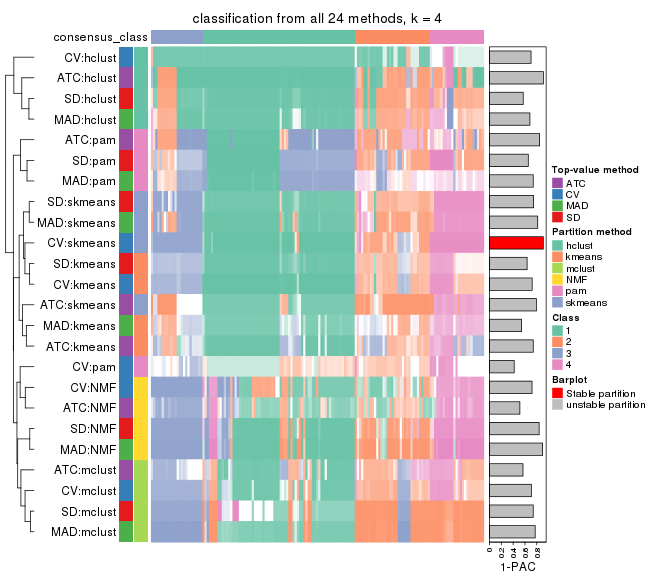 classification from all 24 methods, k = 4
consensus_class
CV:hclust
ATC:hclust
SD:hclust
MAD:hclust
ATC:pam
SD:pam
MAD:pam
SD:skmeans
MAD:skmeans
CV:skmeans
SD:kmeans
CV:kmeans
ATC:skmeans
MAD:kmeans
ATC:kmeans
CV:pam
CV:NMF
ATC:NMF
SD:NMF
MAD:NMF
ATC:mclust
CV:mclust
SD:mclust
MAD:mclust
0
0.2
0.4
0.6
0.8
1-PAC
Top-value method
ATC
CV
MAD
SD
Partition method
hclust
kmeans
mclust
NMF
pam
skmeans
Class
1
2
3
4
Barplot
Stable partition
unstable partition